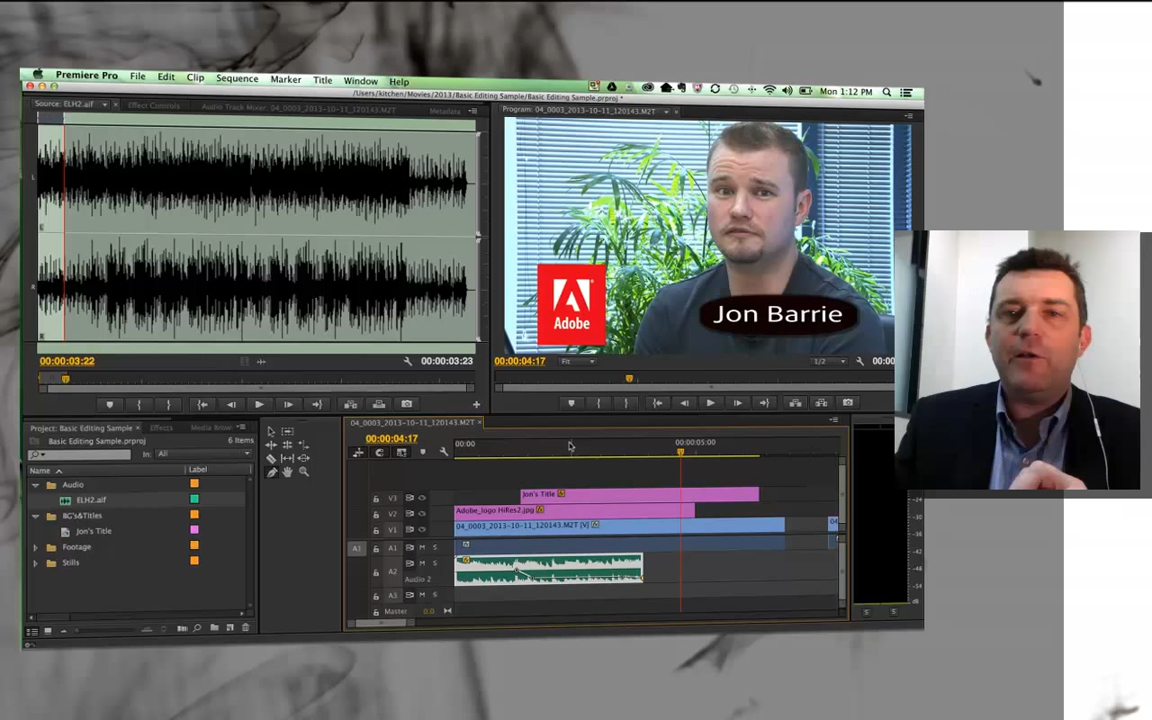 Premiere Pro File Edit Clip Sequence Marker Title Window Help Mon 1:12 PM
/Users/kitchen/Movies/2013/Basic Editing Sample/Basic Editing Sample.prproj *
Source: ELH2.aif Effect Controls Audio Track Mixer: 04_0003_2013-10-11_120143.M2T Metadata
Program: 04_0003_2013-10-11_120143.M2T
L
R
Adobe
Jon Barrie
00:00:03:22 00:00:03:23
00:00:04:17 Fit 1/2 00:00
Project: Basic Editing Sample Effects Media Brow
Basic Editing Sample.prproj 6 Items
In: All
Name Label
Audio
ELH2.aif
BG's&Titles
Jon's Title
Footage
Stills
04_0003_2013-10-11_120143.M2T
00:00:04:17
00:00 00:00:05:00
V3 Jon's Title
V2 Adobe_logo HiRes2.jpg
V1 04_0003_2013-10-11_120143.M2T [V] 04
A1 A1 M S
M S
A2
Audio 2
A3 M S
Master 0.0
S S